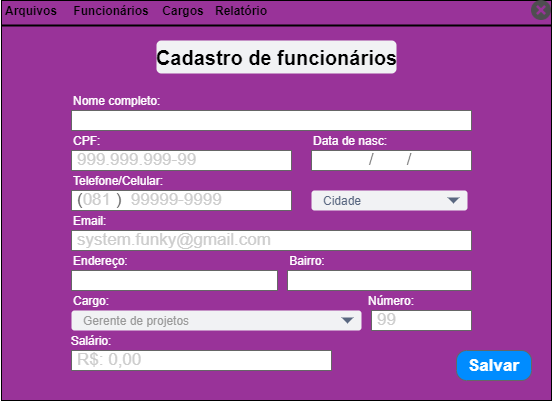 Arquivos Funcionários Cargos Relatório
Cadastro de funcionários
Nome completo:
CPF: Data de nasc:
999.999.999-99 / /
Telefone/Celular:
(081 ) 99999-9999 Cidade
Email:
system.funky@gmail.com
Endereço: Bairro:
Cargo: Número:
Gerente de projetos 99
Salário:
R$: 0,00
Salvar